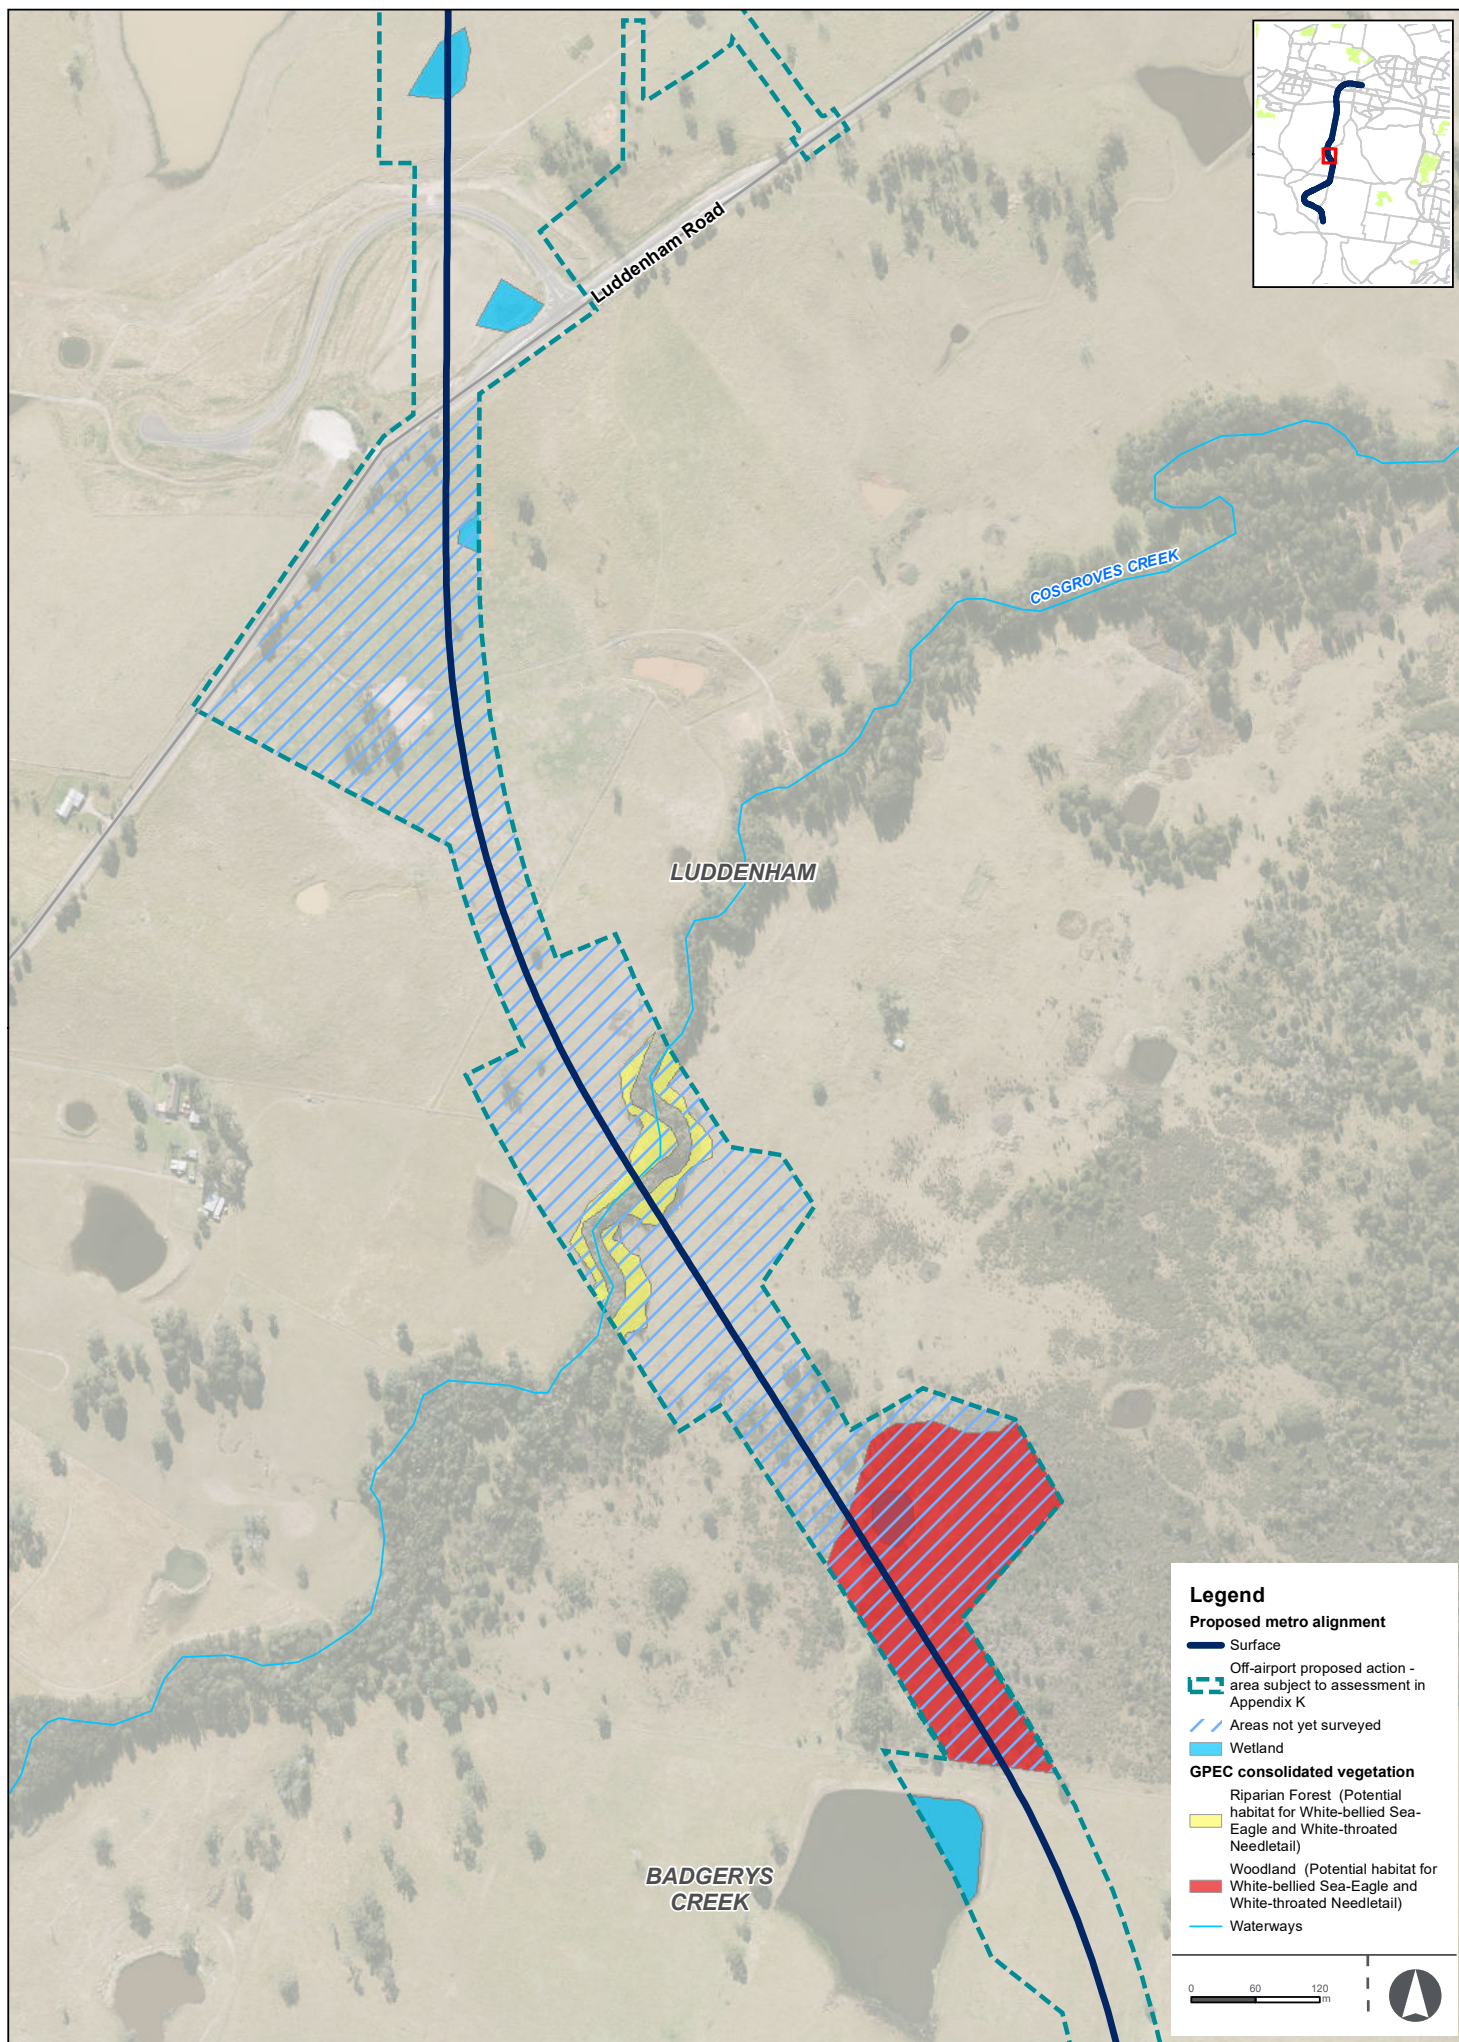 Luddenham Road
COSGROVES CREEK
LUDDENHAM
BADGERYS
CREEK
Legend
Proposed metro alignment
Surface
Off-airport proposed action -
area subject to assessment in
Appendix K
Areas not yet surveyed
Wetland
GPEC consolidated vegetation
Riparian Forest (Potential
habitat for White-bellied Sea-
Eagle and White-throated
Needletail)
Woodland (Potential habitat for
White-bellied Sea-Eagle and
White-throated Needletail)
Waterways
0 60 120
m